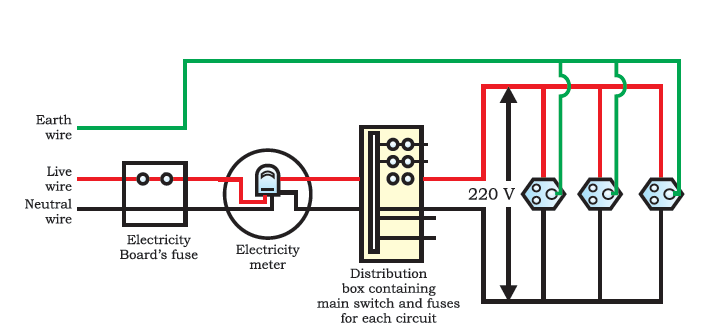 Earth
wire
Live
wire
Neutral
wire
Electricity
Board's fuse
Electricity
meter
Distribution
box containing
main switch and fuses
for each circuit
220 V